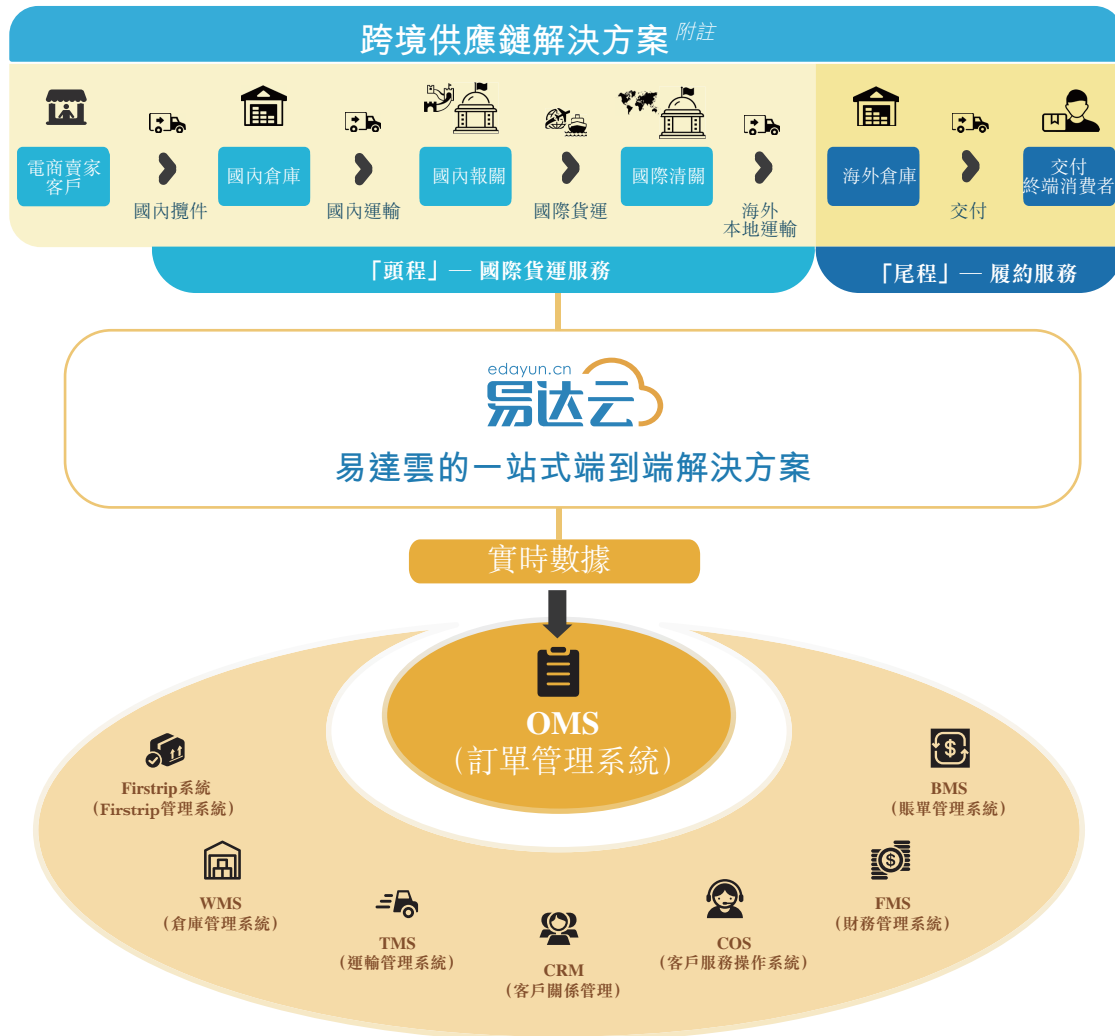 跨境供應鏈解決方案 附註
電商賣家
客戶
國內攬件
國內倉庫
國內運輸
國內報關
國際貨運
國際清關
海外
本地運輸
海外倉庫
交付
交付
終端消費者
「頭程」— 國際貨運服務
「尾程」— 履約服務
edayun.cn
易达云
易達雲的一站式端到端解決方案
實時數據
OMS
(訂單管理系統)
Firstrip系統
(Firstrip管理系統)
BMS
(賬單管理系統)
WMS
(倉庫管理系統)
FMS
(財務管理系統)
TMS
(運輸管理系統)
COS
(客戶服務操作系統)
CRM
(客戶關係管理)